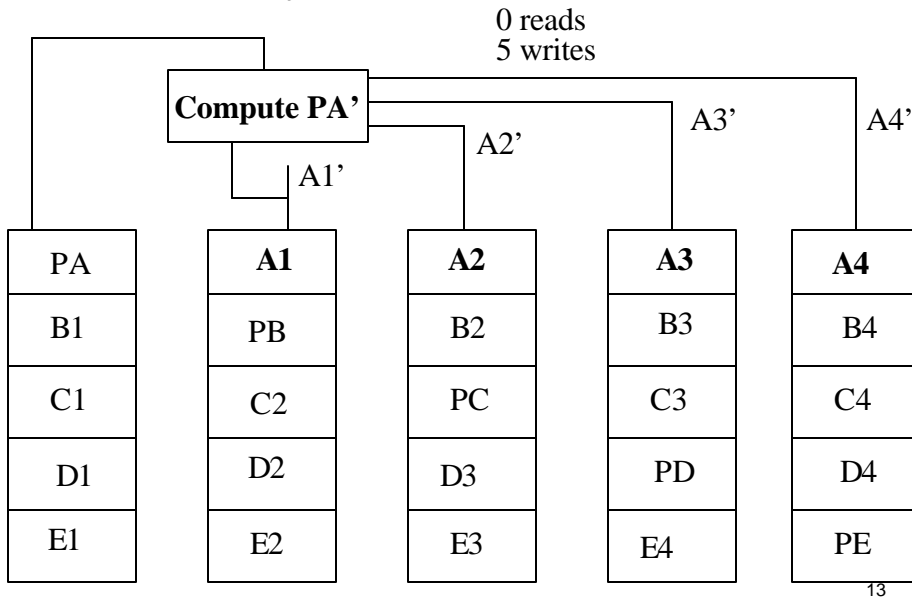 0 reads
5 writes
Compute PA’
A1’
A2’
A3’
A4’
PA A1 A2 A3 A4
B1 PB B2 B3 B4
C1 C2 PC C3 C4
D1 D2 D3 PD D4
E1 E2 E3 E4 PE
13